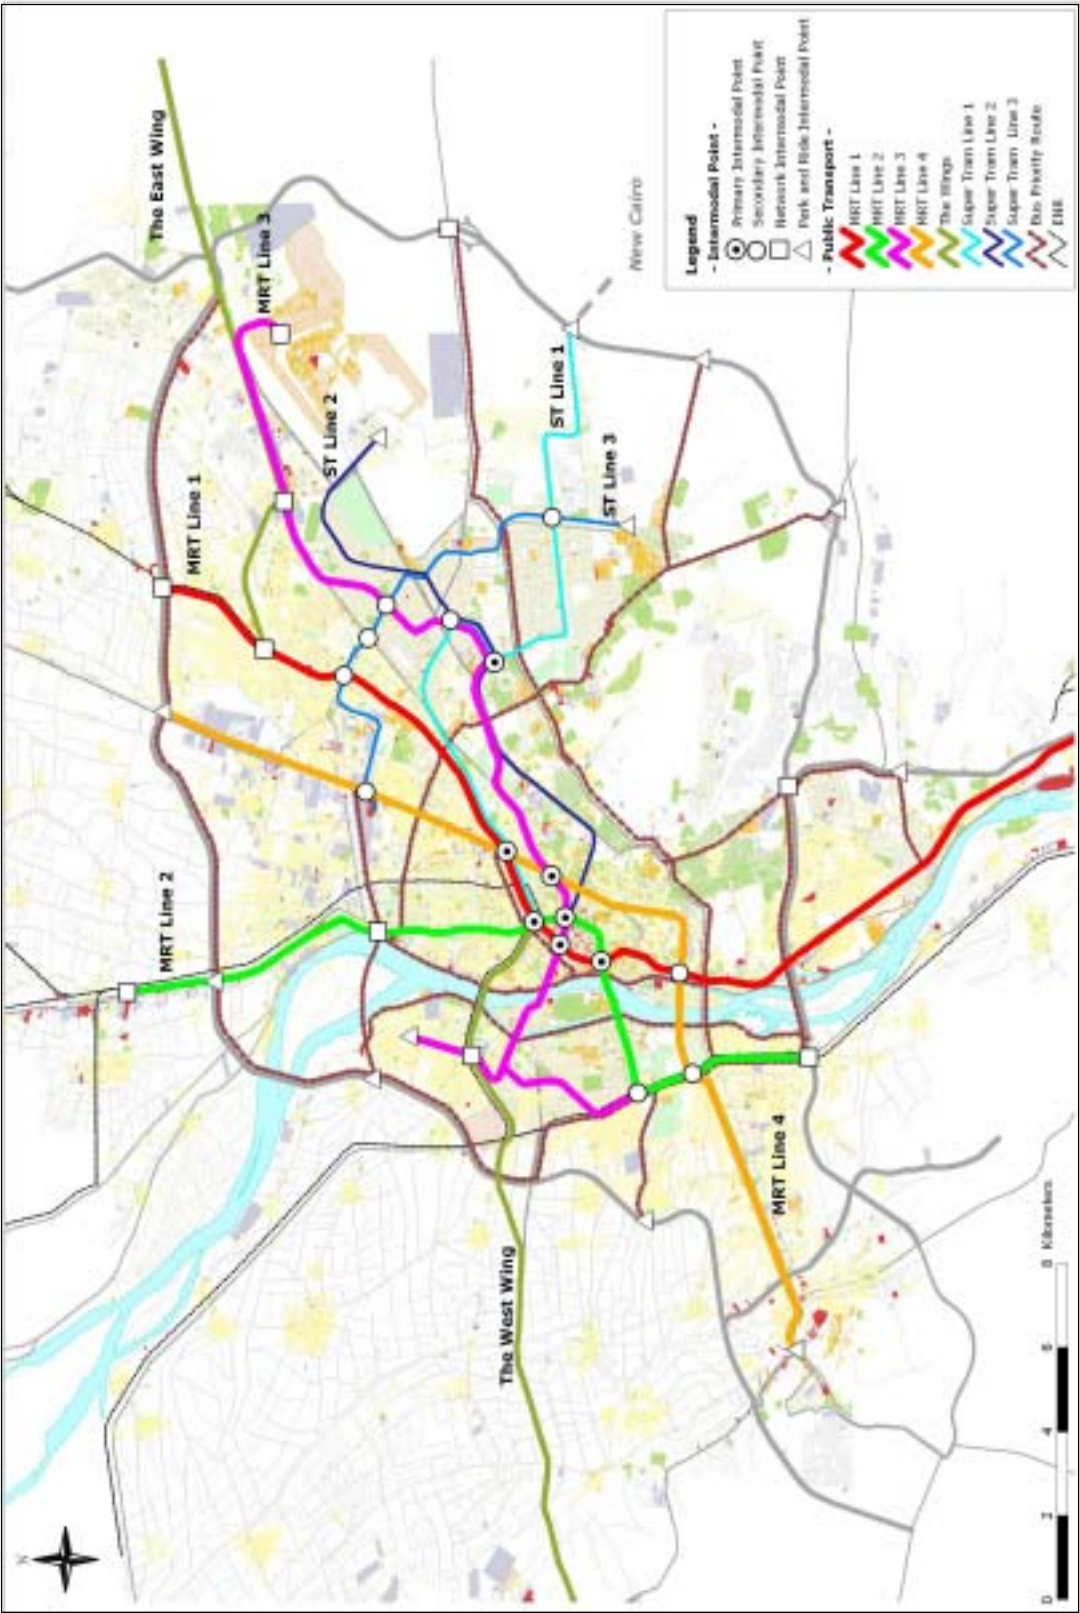 N
The East Wing
MRT Line 3
MRT Line 1
ST Line 2
MRT Line 2
ST Line 1
ST Line 3
New Cairo
The West Wing
MRT Line 4
Legend
- Intermodal Point -
Primary Intermodal Point
Secondary Intermodal Point
Network Intermodal Point
Park and Ride Intermodal Point
- Public Transport -
MRT Line 1
MRT Line 2
MRT Line 3
MRT Line 4
The Wings
Super Tram Line 1
Super Tram Line 2
Super Tram Line 3
Bus Priority Route
ENR
0 2 4 6 8 Kilometers